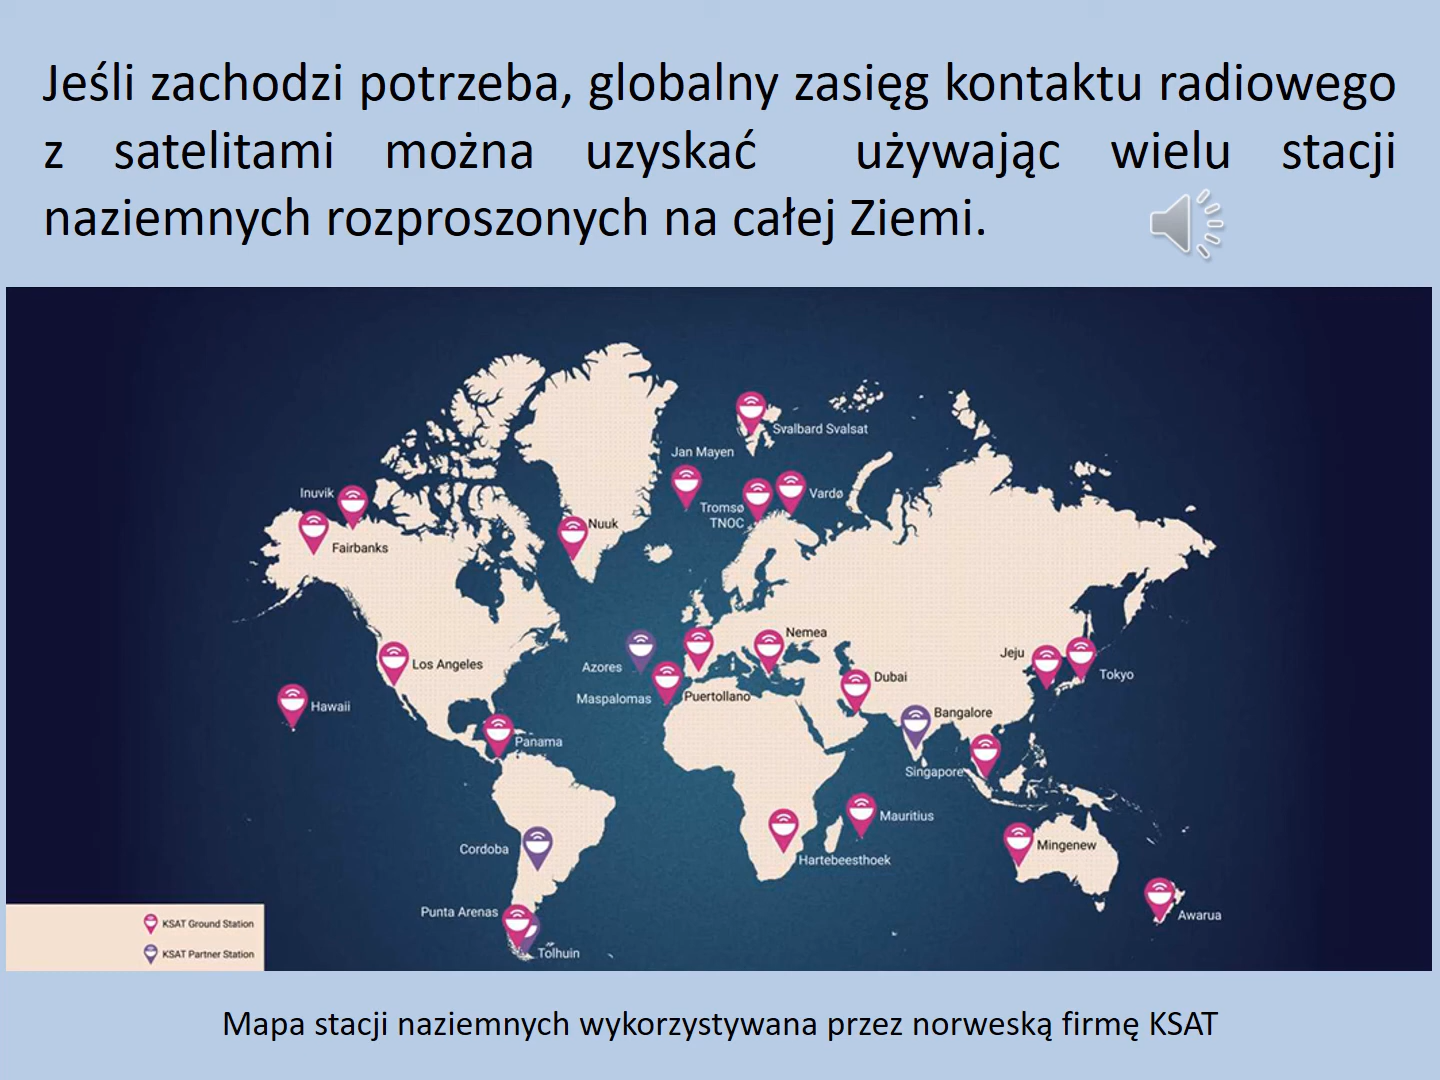 Jeśli zachodzi potrzeba, globalny zasięg kontaktu radiowego
z satelitami można uzyskać używając wielu stacji
naziemnych rozproszonych na całej Ziemi.
Svalbard Svalsat
Jan Mayen
Inuvik
Vardø
Tromsø
TNOC
Nuuk
Fairbanks
Nemea
Jeju
Los Angeles
Azores
Tokyo
Dubai
Maspalomas
Puertollano
Hawaii
Bangalore
Panama
Singapore
Mauritius
Mingenew
Cordoba
Hartebeesthoek
Punta Arenas
Awarua
KSAT Ground Station
Tolhuin
KSAT Partner Station
Mapa stacji naziemnych wykorzystywana przez norweską firmę KSAT